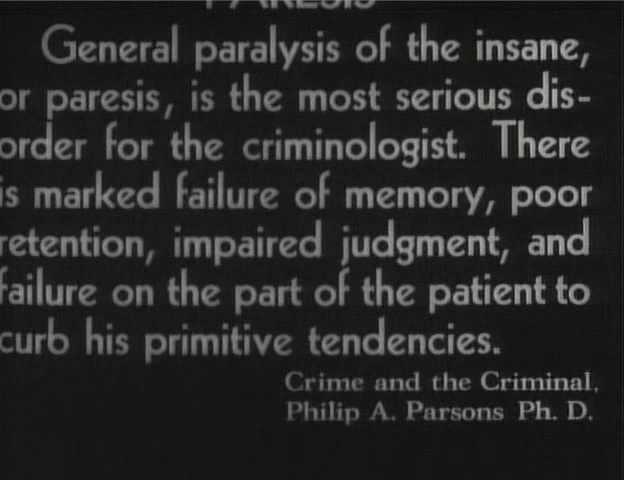 PARESIS
General paralysis of the insane,
or paresis, is the most serious dis-
order for the criminologist. There
is marked failure of memory, poor
retention, impaired judgment, and
failure on the part of the patient to
curb his primitive tendencies.
Crime and the Criminal,
Philip A. Parsons Ph. D.